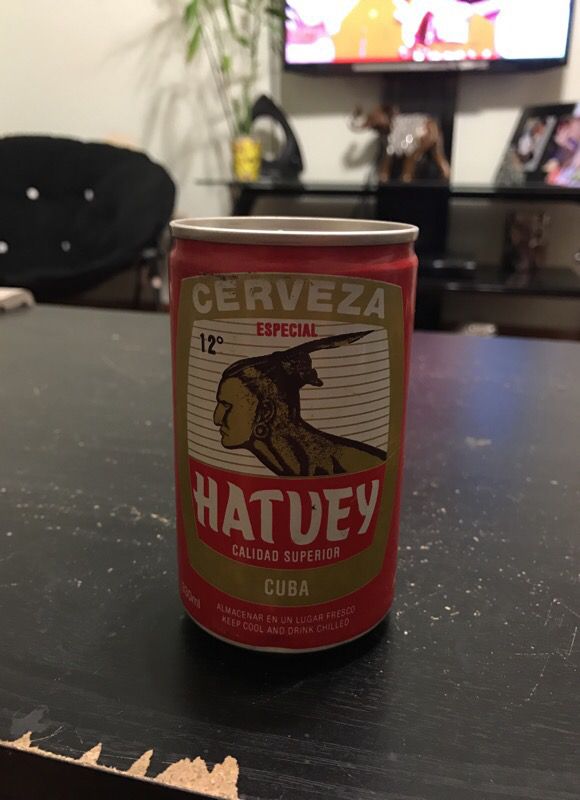 CERVEZA
ESPECIAL
12°
HATUEY
CALIDAD SUPERIOR
CUBA
ALMACENAR EN UN LUGAR FRESCO
KEEP COOL AND DRINK CHILLED